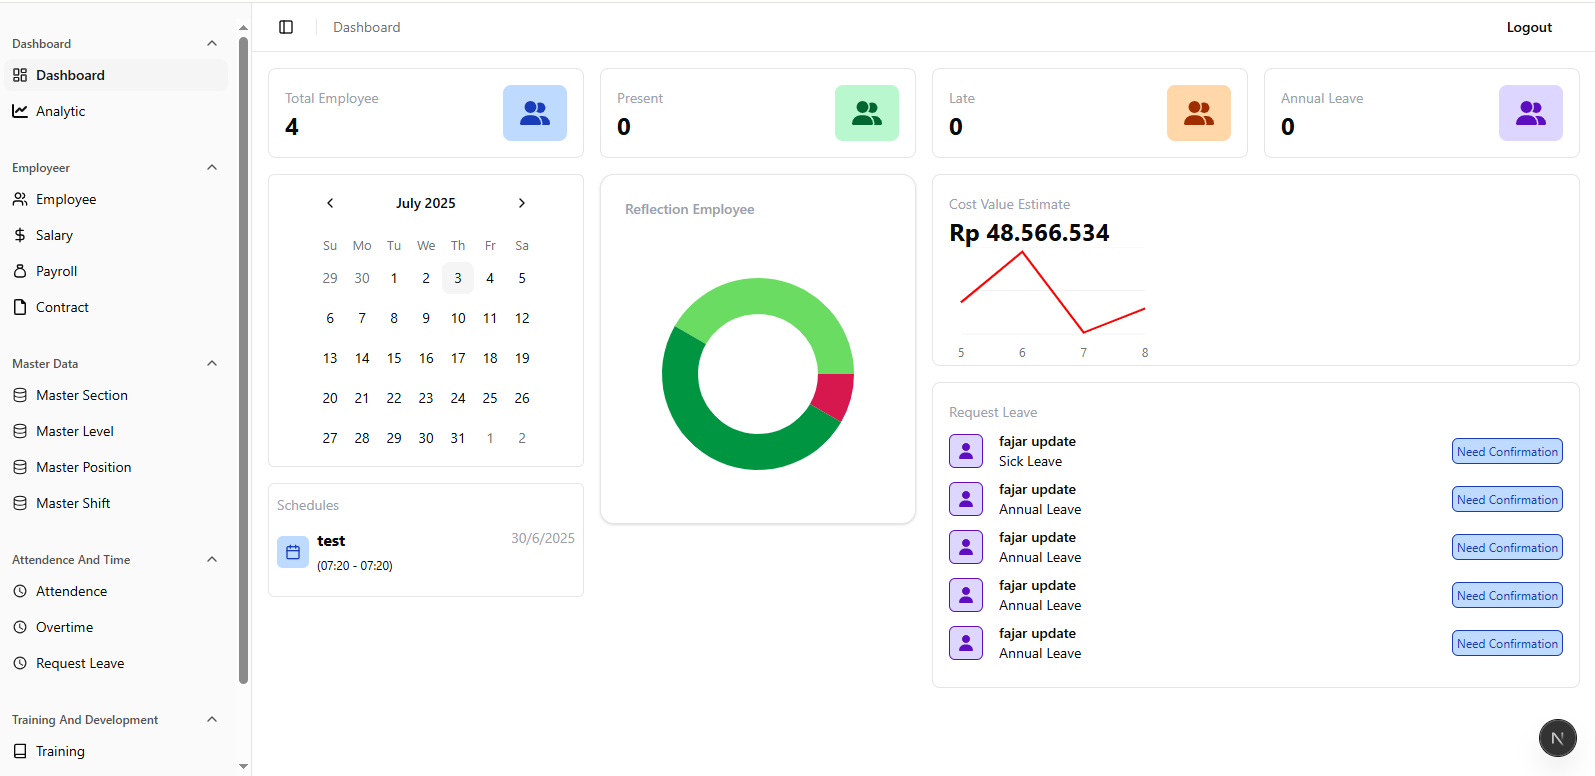 Dashboard
Dashboard
Analytic
Employeer
Employee
Salary
Payroll
Contract
Master Data
Master Section
Master Level
Master Position
Master Shift
Attendence And Time
Attendence
Overtime
Request Leave
Training And Development
Training
Dashboard
Logout
Total Employee
4
Present
0
Late
0
Annual Leave
0
July 2025
Su Mo Tu We Th Fr Sa
29 30 1 2 3 4 5
6 7 8 9 10 11 12
13 14 15 16 17 18 19
20 21 22 23 24 25 26
27 28 29 30 31 1 2
Schedules
test 30/6/2025
(07:20 - 07:20)
Reflection Employee
Cost Value Estimate
Rp 48.566.534
5 6 7 8
Request Leave
fajar update
Sick Leave
Need Confirmation
fajar update
Annual Leave
Need Confirmation
fajar update
Annual Leave
Need Confirmation
fajar update
Annual Leave
Need Confirmation
fajar update
Annual Leave
Need Confirmation
N